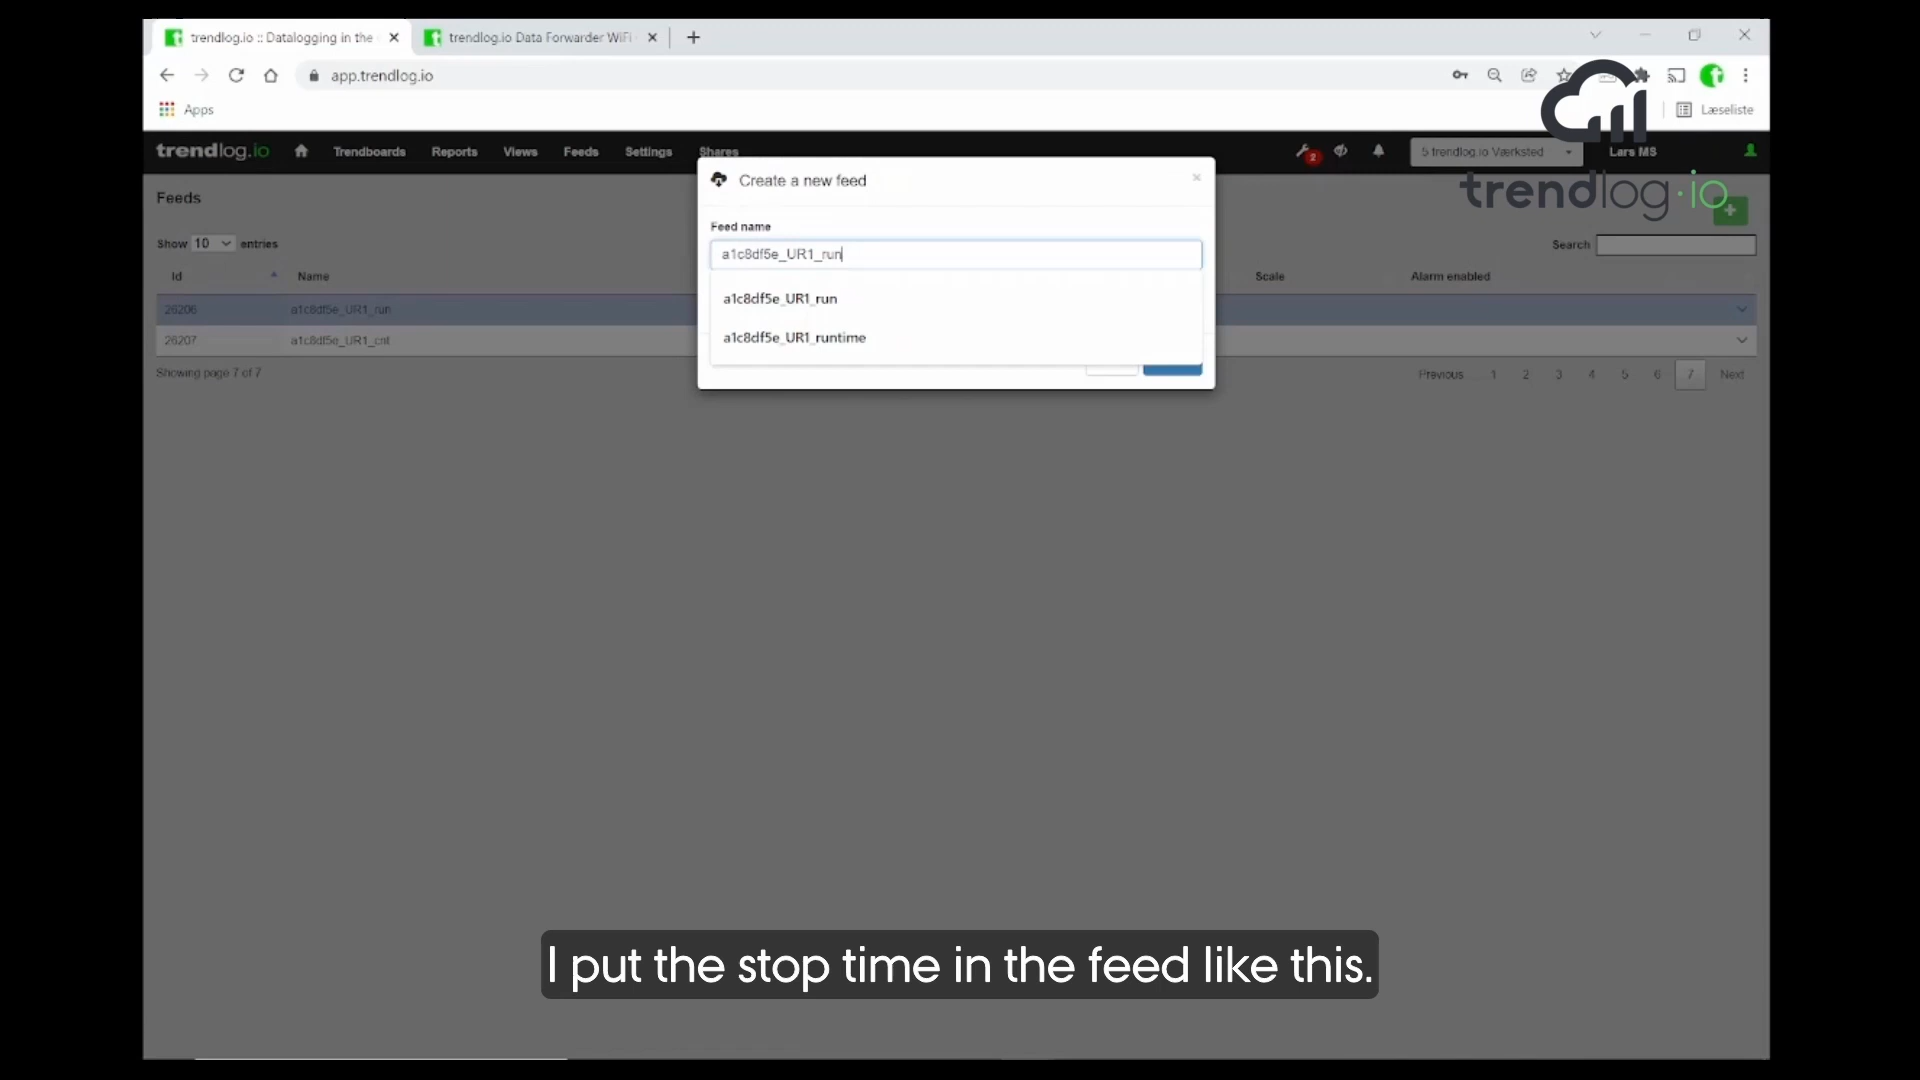 trendlog.io :: Datalogging in the
trendlog.io Data Forwarder WiFi
app.trendlog.io
Apps
Læseliste
trendlog.io
Trendboards
Reports
Views
Feeds
Settings
Shares
2
5 trendlog.io Værksted
Lars MS
trendlog.io
Feeds
Create a new feed
Feed name
a1c8df5e_UR1_run
a1c8df5e_UR1_run
a1c8df5e_UR1_runtime
Show 10 entries
Search
Id
Name
Scale
Alarm enabled
26206
a1c8df5e_UR1_run
26207
a1c8df5e_UR1_cnt
Showing page 7 of 7
Previous 1 2 3 4 5 6 7 Next
I put the stop time in the feed like this.